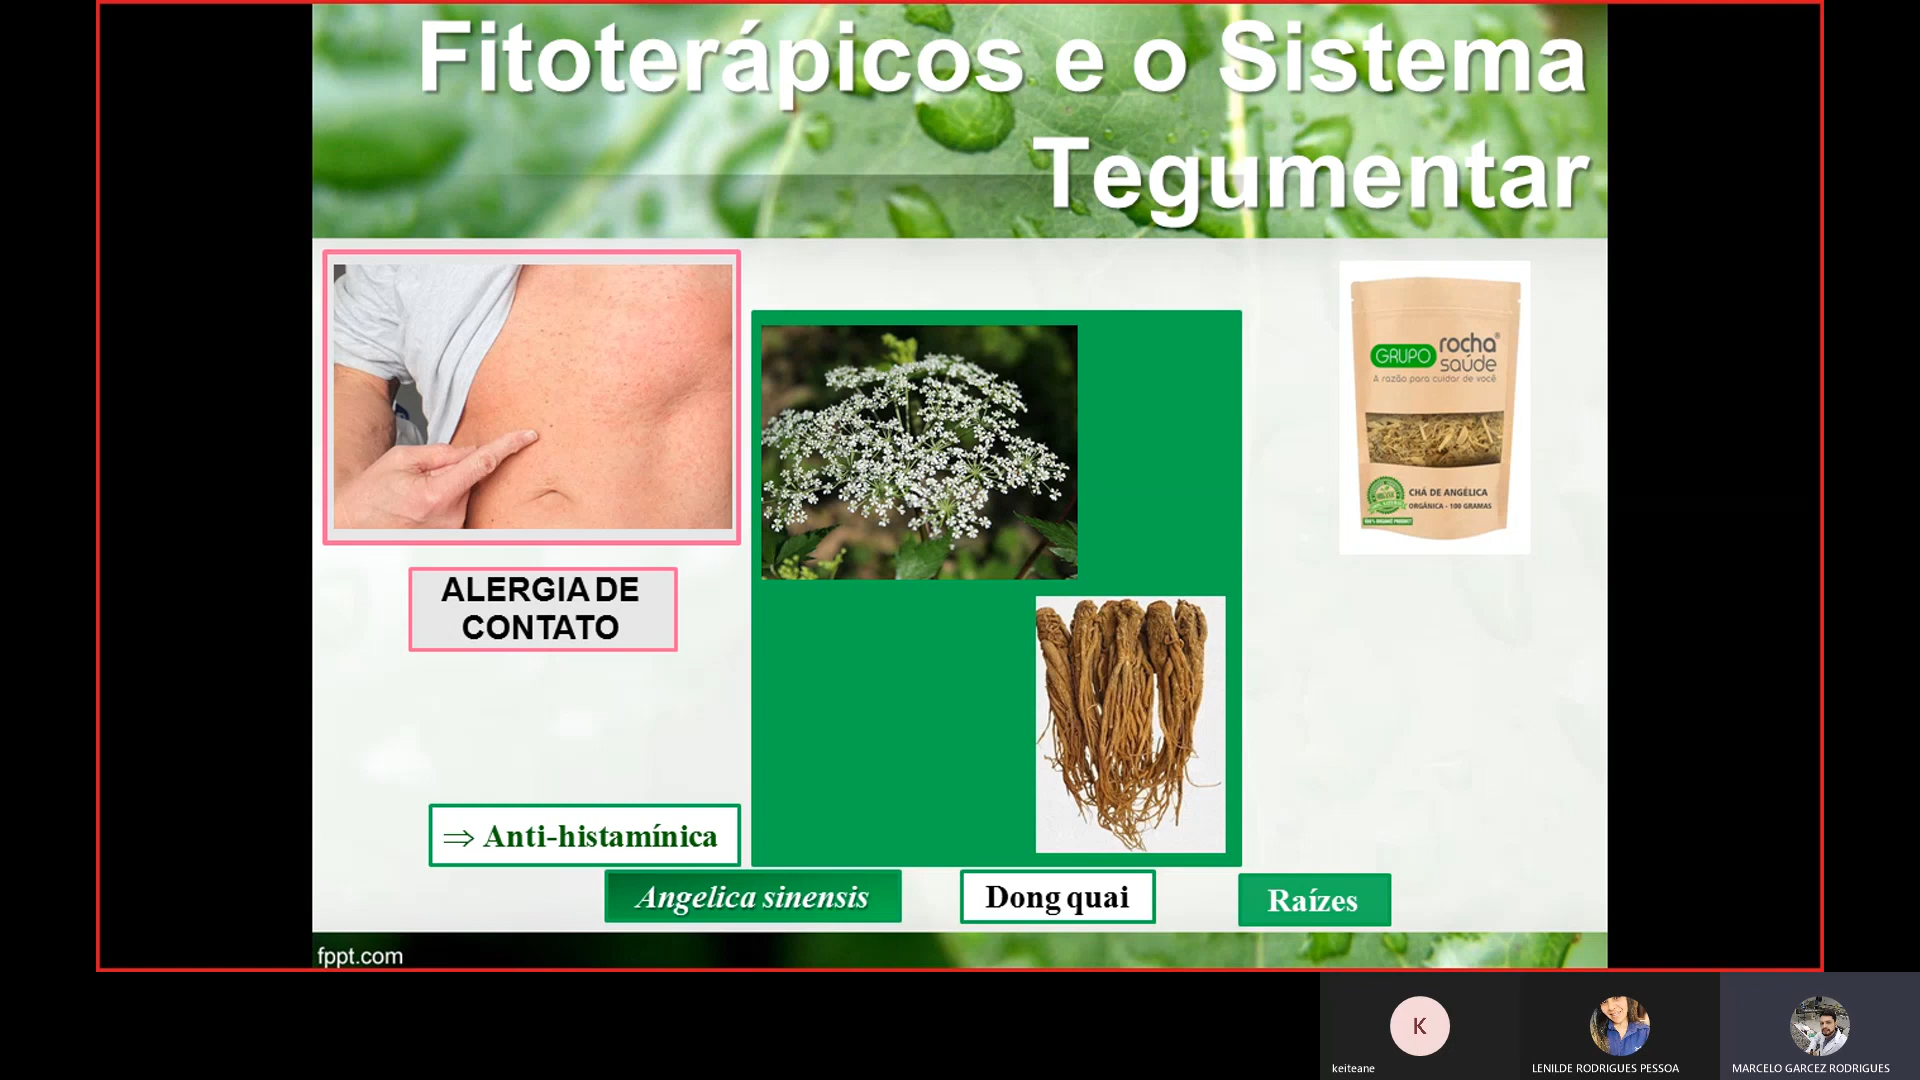 Fitoterápicos e o Sistema
Tegumentar
GRUPO rocha®
saúde
A razão para cuidar de você
ORGANIC
CHÁ DE ANGÉLICA
ORGÂNICA - 100 GRAMAS
100% ORGANIC PRODUCT
ALERGIA DE
CONTATO
⇒ Anti-histamínica
Angelica sinensis
Dong quai
Raízes
fppt.com
K
keiteane
LENILDE RODRIGUES PESSOA
MARCELO GARCEZ RODRIGUES